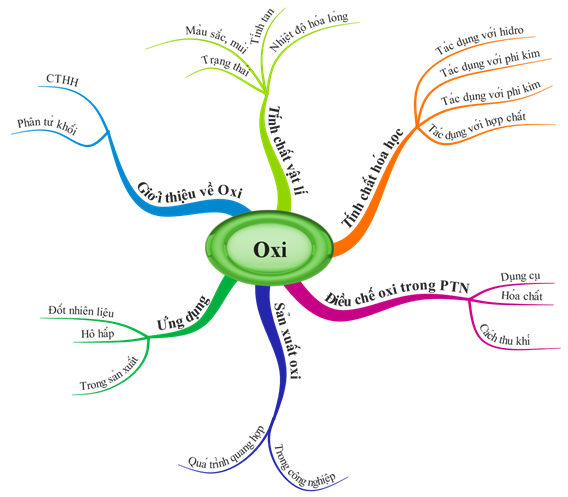 Oxi
Giới thiệu về Oxi
CTHH
Phân tử khối
Tính chất vật lí
Trạng thái
Màu sắc, mùi
Tính tan
Nhiệt độ hóa lỏng
Tính chất hóa học
Tác dụng với hidro
Tác dụng với phi kim
Tác dụng với phi kim
Tác dụng với hợp chất
Điều chế oxi trong PTN
Dụng cụ
Hóa chất
Cách thu khí
Sản xuất oxi
Quá trình quang hợp
Trong công nghiệp
Ưng dụng
Đốt nhiên liệu
Hô hấp
Trong sản xuất